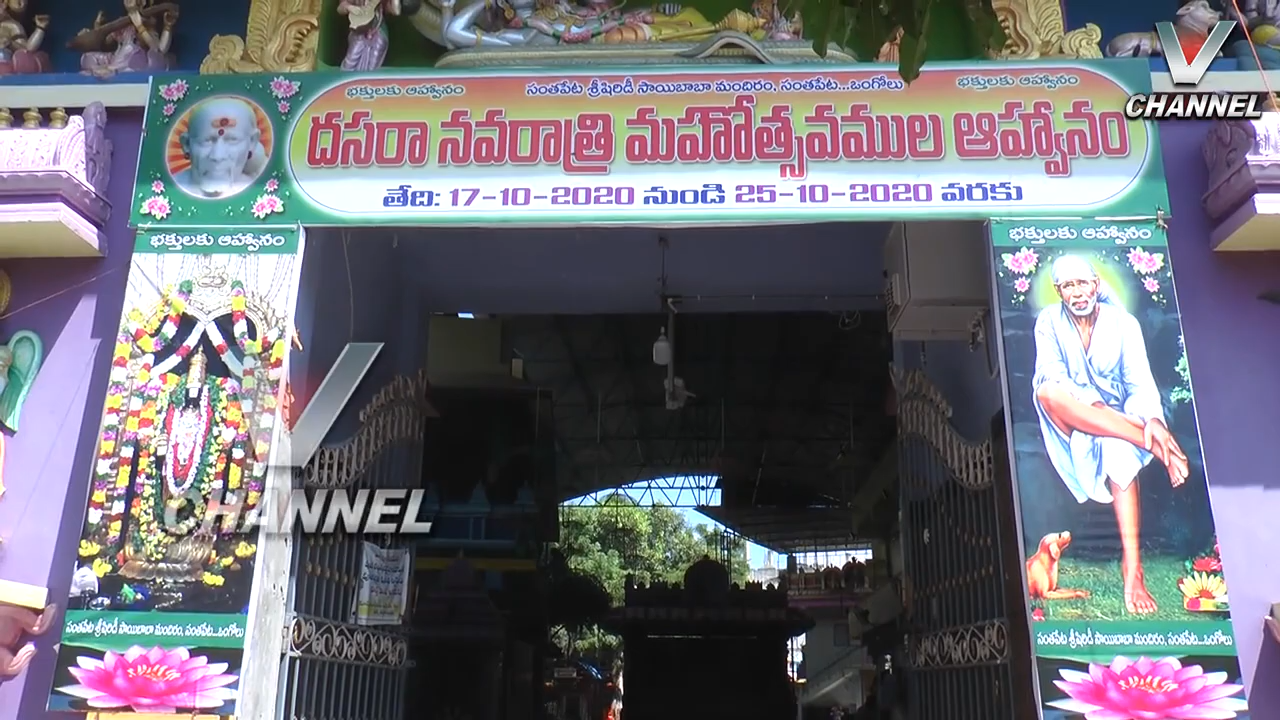 V
CHANNEL
భక్తులకు ఆహ్వానం
సంతపేట శ్రీషిరిడీ సాయిబాబా మందిరం, సంతపేట...ఒంగోలు
భక్తులకు ఆహ్వానం
దసరా నవరాత్రి మహోత్సవముల ఆహ్వానం
తేది: 17-10-2020 నుండి 25-10-2020 వరకు
భక్తులకు ఆహ్వానం
భక్తులకు ఆహ్వానం
V
CHANNEL
సంతపేట శ్రీషిరిడీ సాయిబాబా మందిరం, సంతపేట...ఒంగోలు
సంతపేట శ్రీషిరిడీ సాయిబాబా మందిరం, సంతపేట...ఒంగోలు